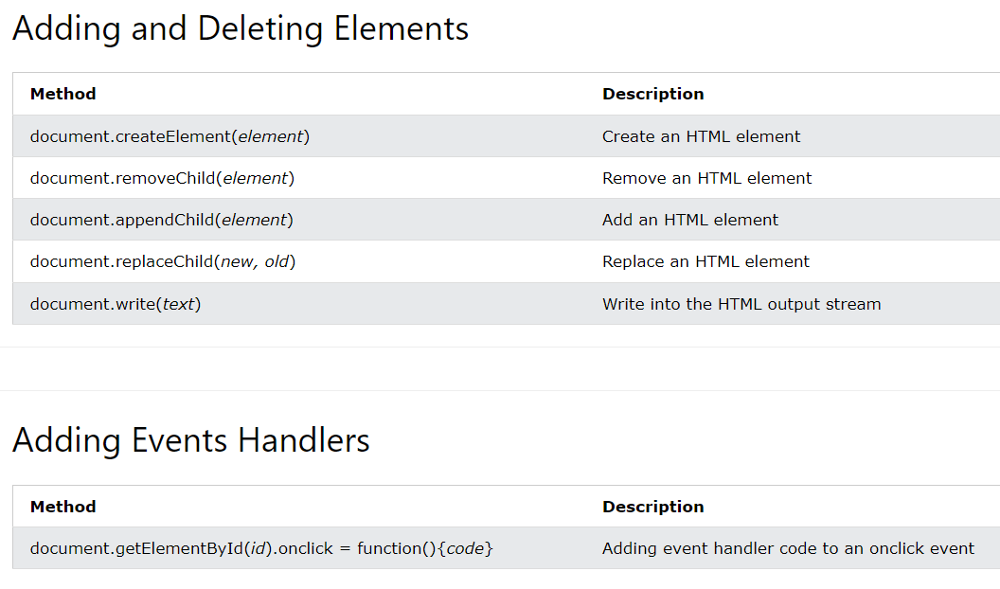 Adding and Deleting Elements
Method Description
document.createElement(element) Create an HTML element
document.removeChild(element) Remove an HTML element
document.appendChild(element) Add an HTML element
document.replaceChild(new, old) Replace an HTML element
document.write(text) Write into the HTML output stream
Adding Events Handlers
Method Description
document.getElementById(id).onclick = function(){code} Adding event handler code to an onclick event